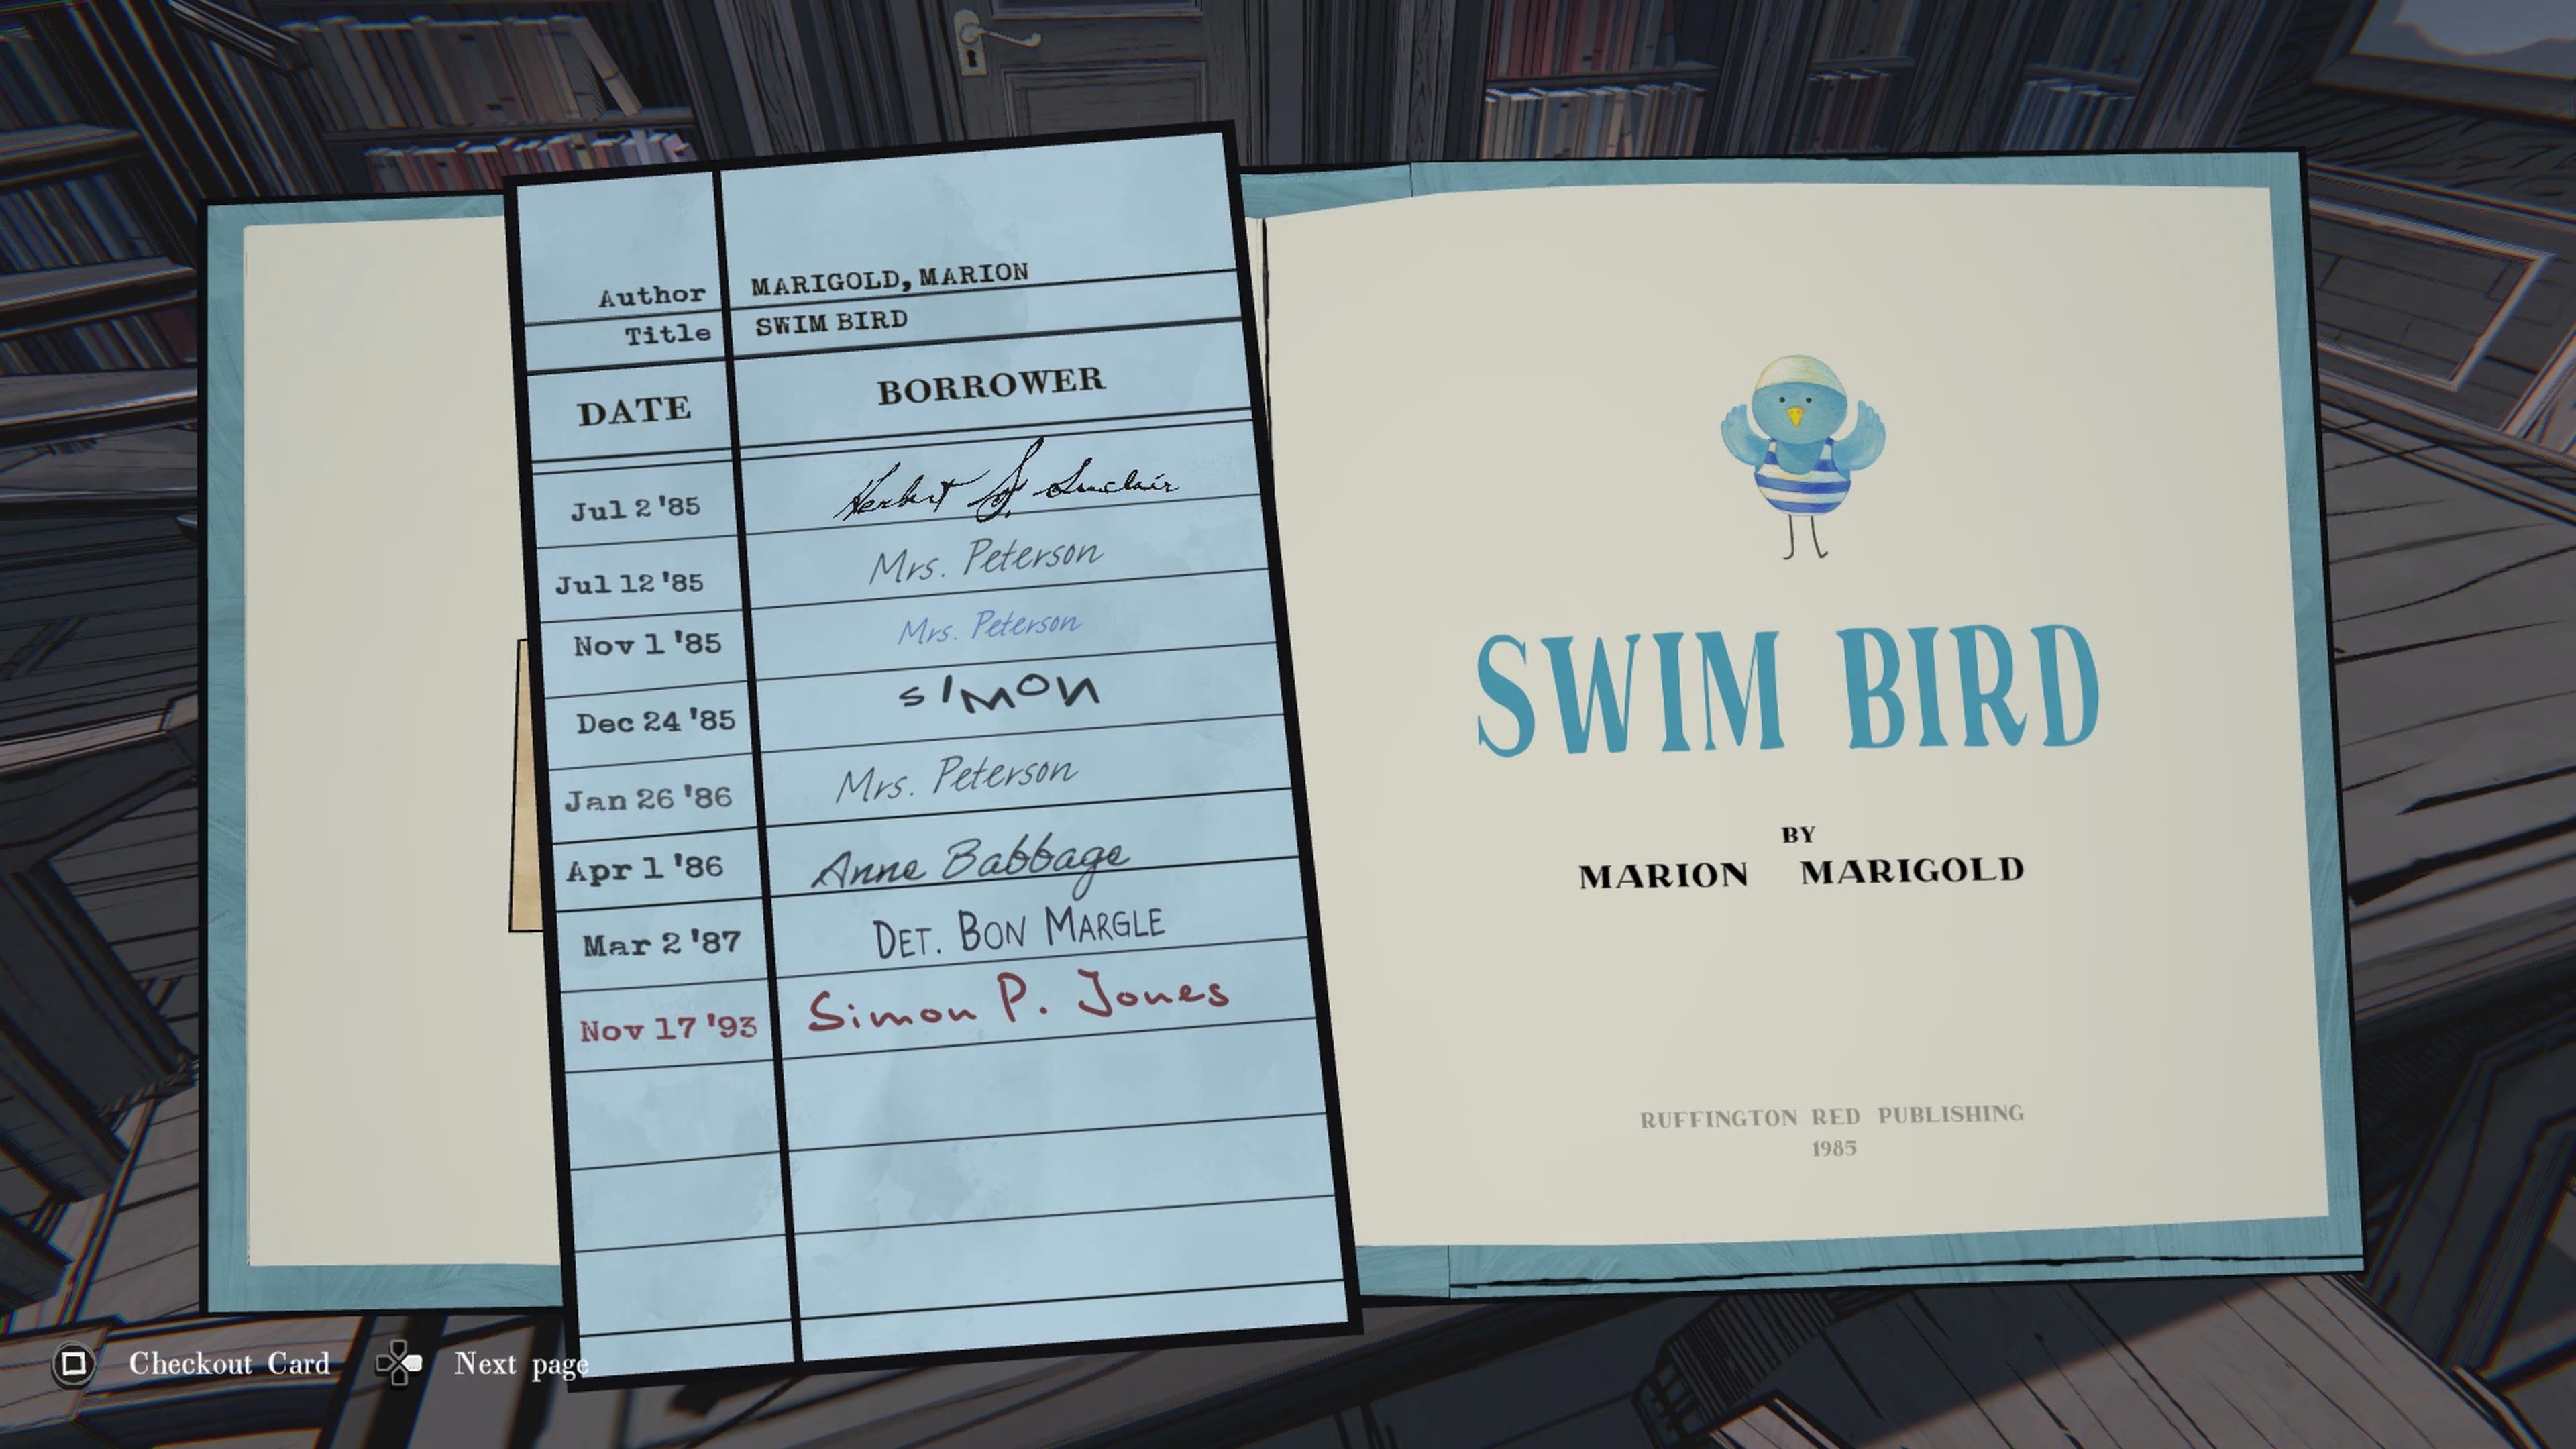 Author MARIGOLD, MARION
Title SWIM BIRD
DATE BORROWER
Jul 2 '85 Herbert S. Sinclair
Jul 12 '85 Mrs. Peterson
Nov 1 '85 Mrs. Peterson
Dec 24 '85 SIMON
Jan 26 '86 Mrs. Peterson
Apr 1 '86 Anne Babbage
Mar 2 '87 DET. BON MARGLE
Nov 17 '93 Simon P. Jones
SWIM BIRD
BY
MARION MARIGOLD
RUFFINGTON RED PUBLISHING
1985
Checkout Card Next page